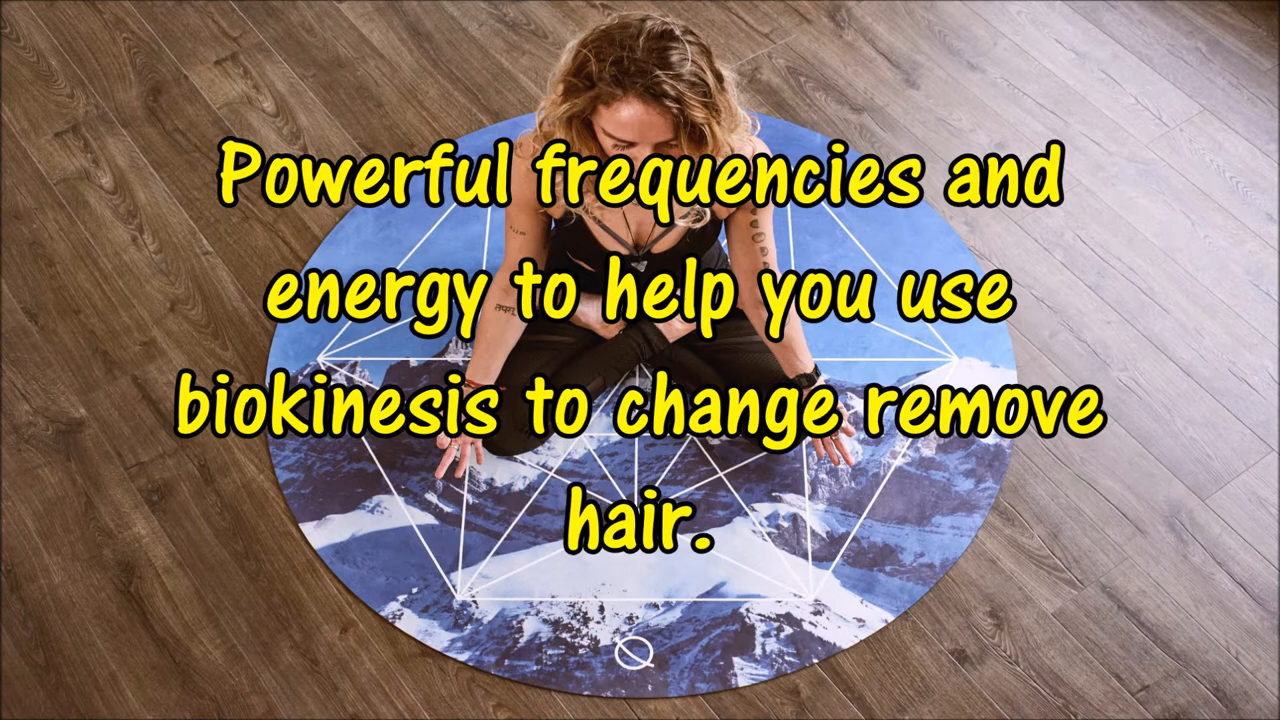 Powerful frequencies and
energy to help you use
biokinesis to change remove
hair.